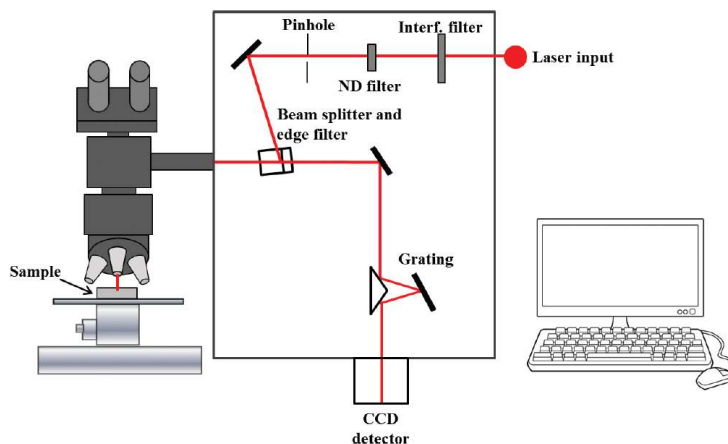 Pinhole
Interf. filter
Laser input
ND filter
Beam splitter and
edge filter
Grating
Sample
CCD
detector